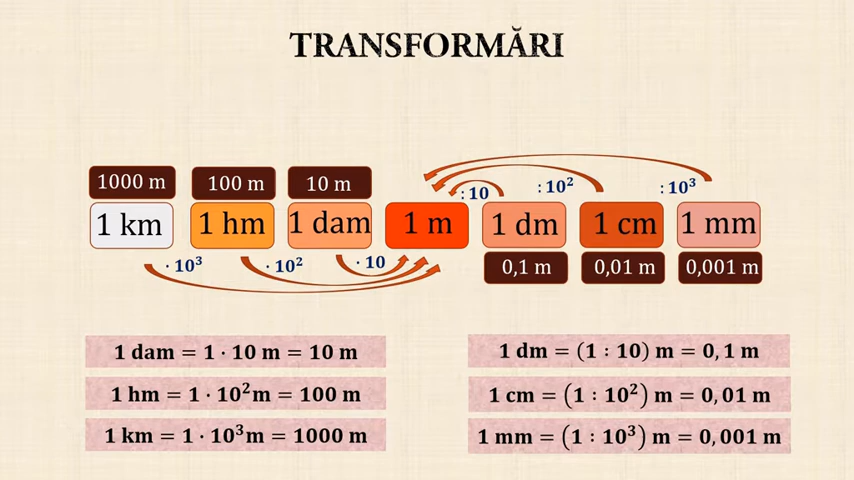 TRANSFORMĂRI
: 10 : 10² : 10³
1000 m 100 m 10 m
1 km 1 hm 1 dam 1 m 1 dm 1 cm 1 mm
0,1 m 0,01 m 0,001 m
· 10³ · 10² · 10
1 dam = 1 · 10 m = 10 m
1 hm = 1 · 10²m = 100 m
1 km = 1 · 10³m = 1000 m
1 dm = (1 : 10) m = 0, 1 m
1 cm = (1 : 10²) m = 0, 01 m
1 mm = (1 : 10³) m = 0, 001 m